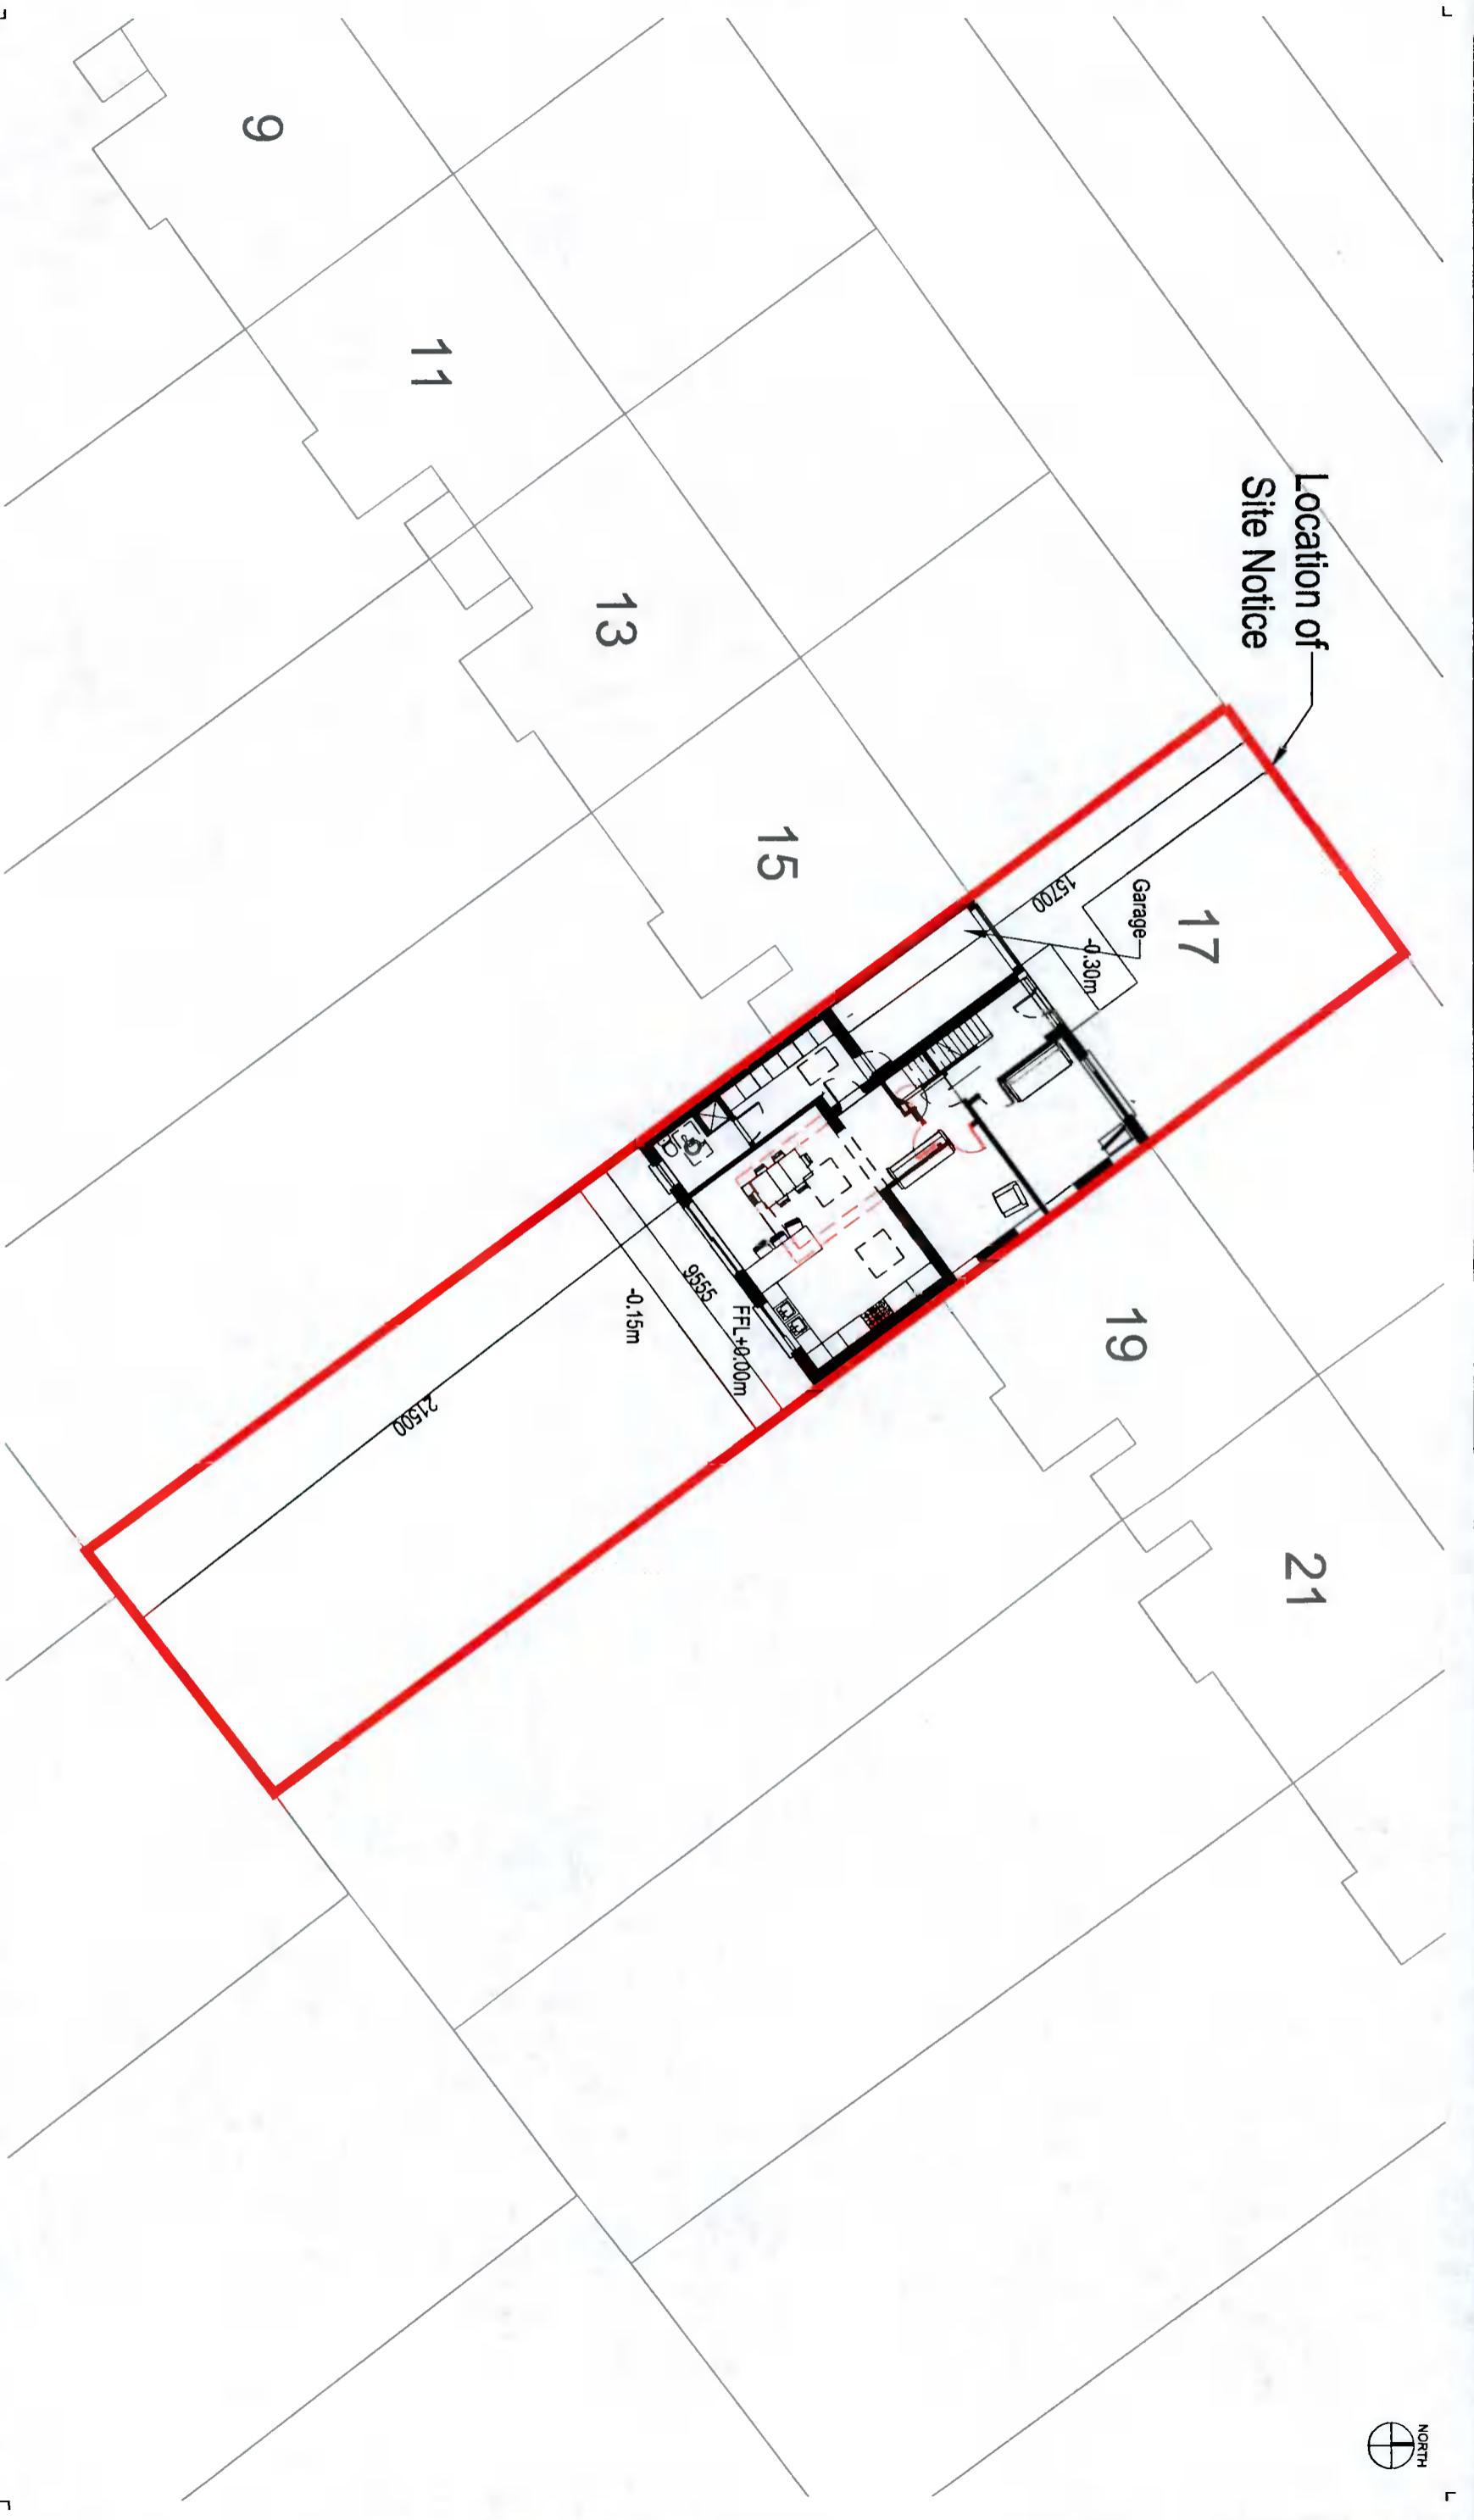 NORTH
9
11
13
15
17
19
21
Location of
Site Notice
Garage
15700
-0.30m
9555
FFL+0.00m
-0.15m
21500